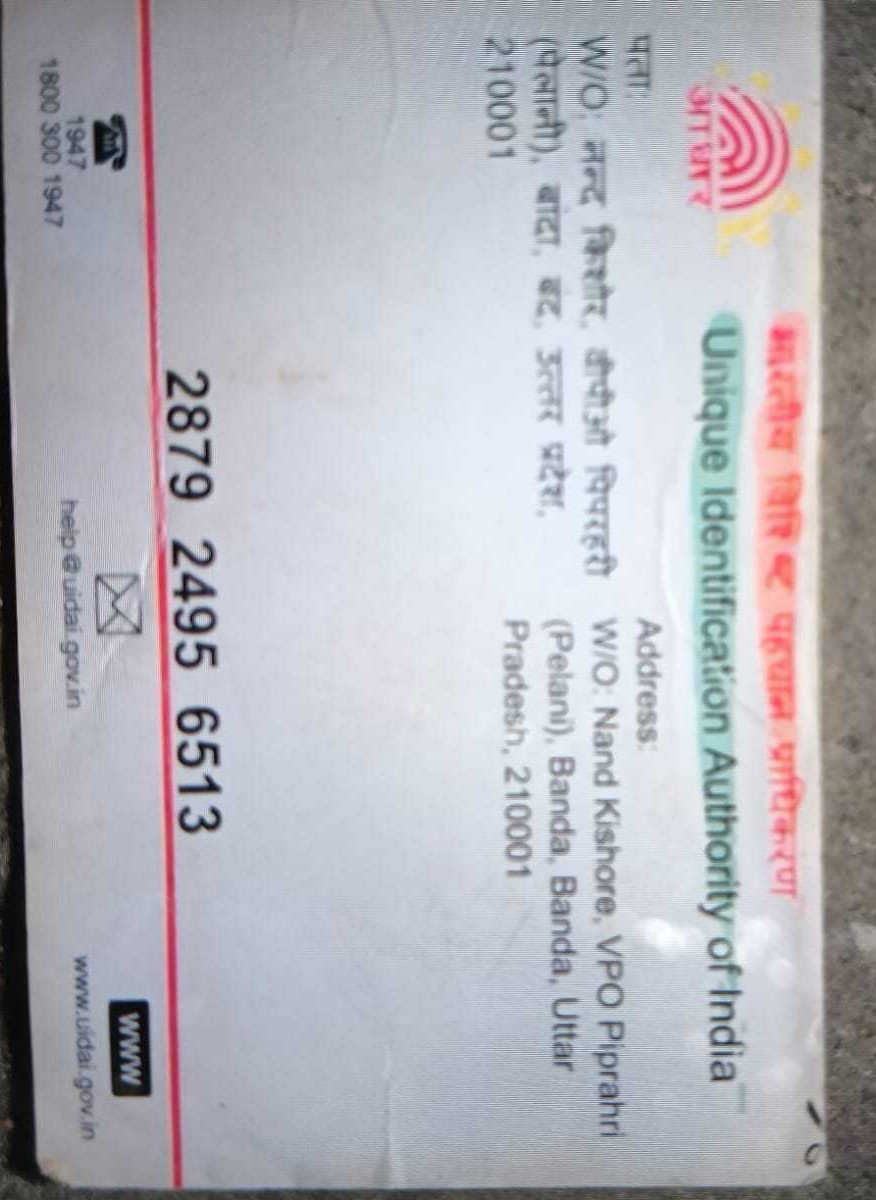 भारतीय विशिष्ट पहचान प्राधिकरण
Unique Identification Authority of India
आधार
पता:
W/O: नन्द किशोर, वीपीओ पिपरहरी
(पेलानी), बांदा, बंद, उत्तर प्रदेश,
210001
Address:
W/O: Nand Kishore, VPO Piprahri
(Pelani), Banda, Banda, Uttar
Pradesh, 210001
2879 2495 6513
1947
1800 300 1947
help@uidai.gov.in
www
www.uidai.gov.in